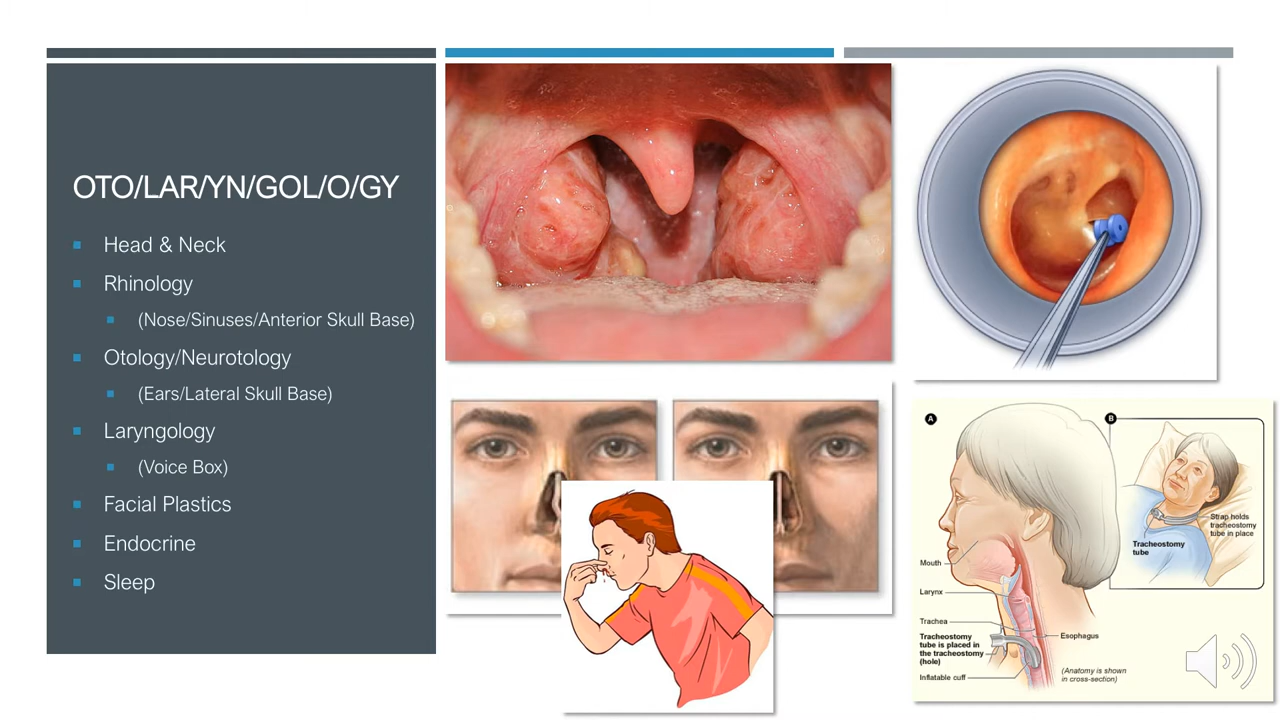 OTO/LAR/YN/GOL/O/GY
Head & Neck
Rhinology
(Nose/Sinuses/Anterior Skull Base)
Otology/Neurotology
(Ears/Lateral Skull Base)
Laryngology
(Voice Box)
Facial Plastics
Endocrine
Sleep
A
B
Strap holds
tracheostomy
tube in place
Tracheostomy
tube
Mouth
Larynx
Trachea
Tracheostomy
tube is placed in
the tracheostomy
(hole)
Esophagus
Inflatable cuff
(Anatomy is shown
in cross-section)